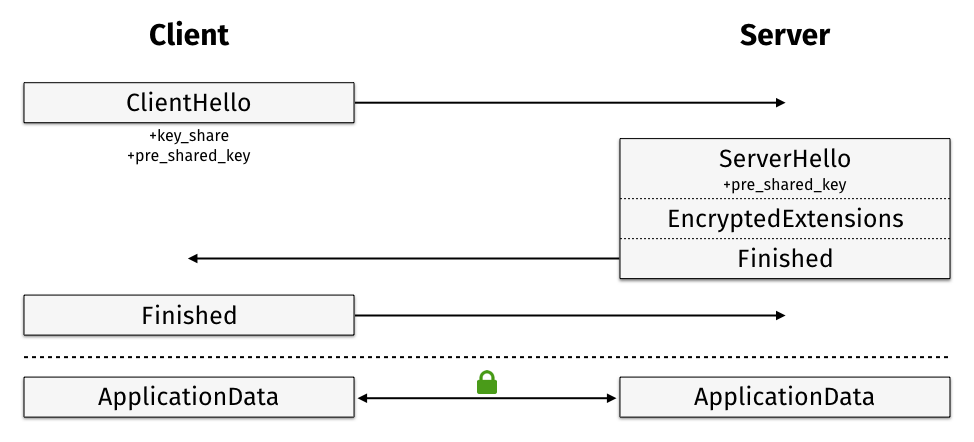 Client
Server
ClientHello
+key_share
+pre_shared_key
ServerHello
+pre_shared_key
EncryptedExtensions
Finished
Finished
ApplicationData
ApplicationData